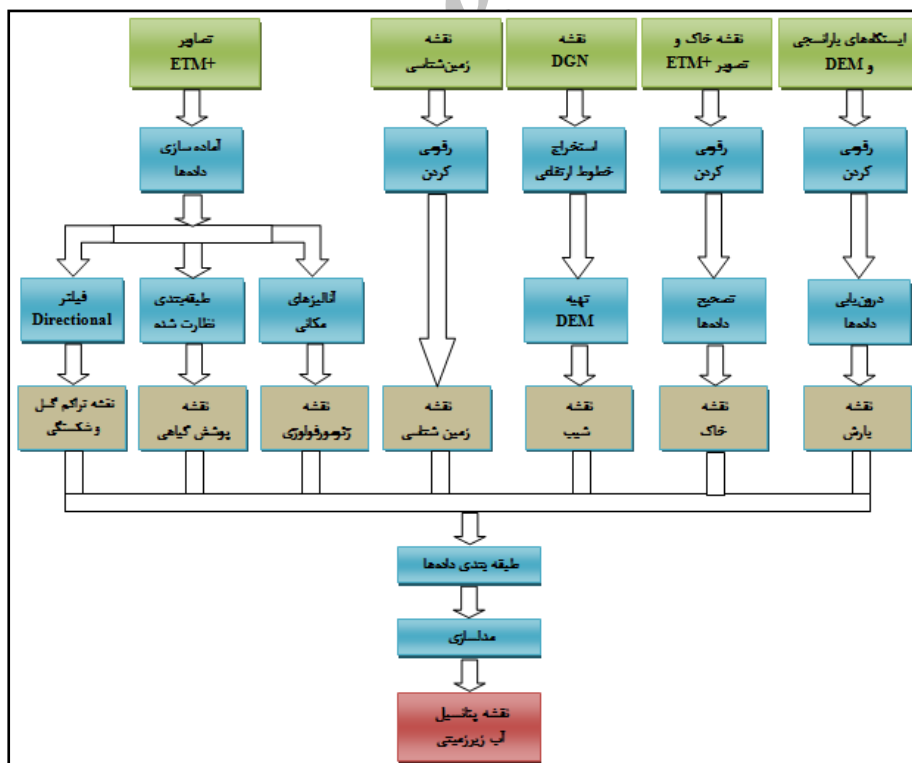 ایستگاه‌های بارانسجی
و DEM
نقشه خاک و
تصویر ETM+
نقشه
DGN
نقشه
زمین‌شناسی
تصاویر
ETM+
رقومی
کردن
رقومی
کردن
استخراج
خطوط ارتفاعی
رقومی
کردن
آماده سازی
داده‌ها
درون‌یابی
داده‌ها
تصحیح
داده‌ها
تهیه
DEM
آنالیزهای
مکانی
طبقه‌بندی
نظارت شده
فیلتر
Directional
نقشه
بارش
نقشه
خاک
نقشه
شیب
نقشه
زمین شناسی
نقشه
ژئومورفولوژی
نقشه
پوشش گیاهی
نقشه تراکم گسل
و شکستگی
طبقه بندی داده‌ها
مدلسازی
نقشه پتانسیل
آب زیرزمینی